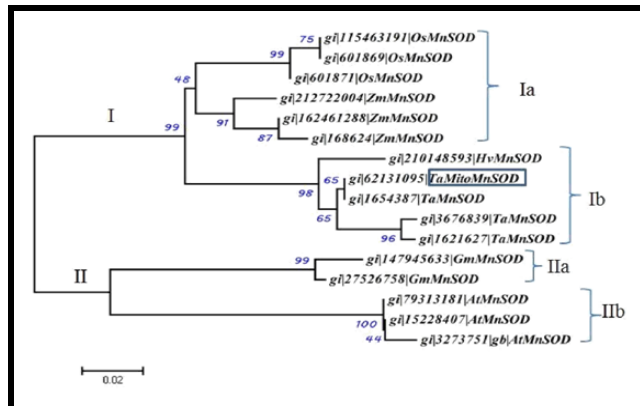 75 gi|115463191|OsMnSOD
99 gi|601869|OsMnSOD
gi|601871|OsMnSOD
Ia
48
gi|212722004|ZmMnSOD
I
91 gi|162461288|ZmMnSOD
99
87 gi|168624|ZmMnSOD
gi|210148593|HvMnSOD
65 gi|62131095|TaMitoMnSOD
98 gi|1654387|TaMnSOD
Ib
65 gi|3676839|TaMnSOD
96 gi|1621627|TaMnSOD
99 gi|147945633|GmMnSOD
II
IIa
gi|27526758|GmMnSOD
gi|79313181|AtMnSOD
gi|15228407|AtMnSOD
IIb
100
44 gi|3273751|gb|AtMnSOD
0.02